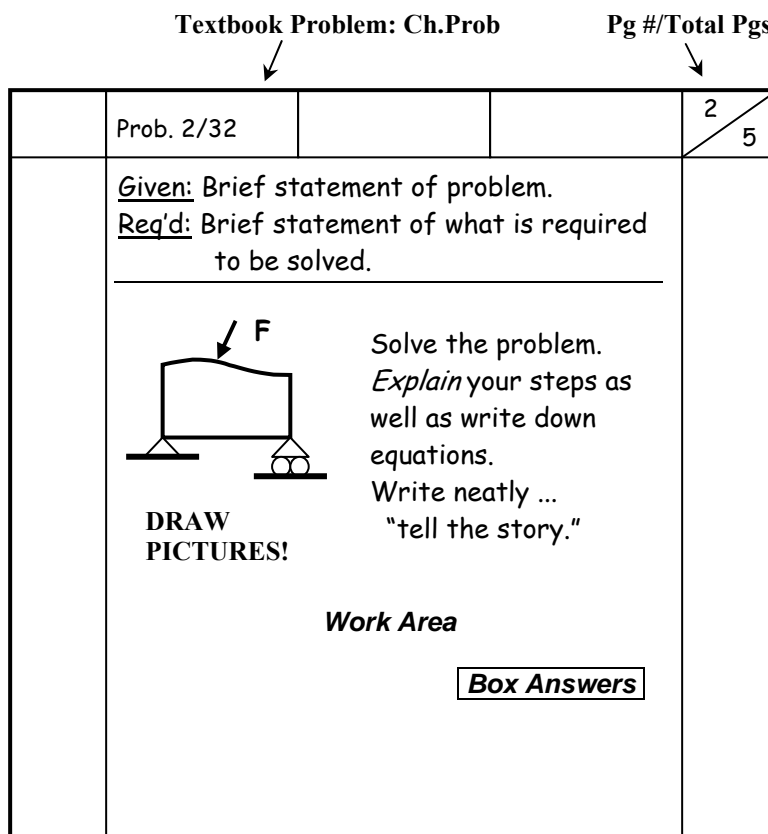 Textbook Problem: Ch.Prob Pg #/Total Pgs
Prob. 2/32 2/5
Given: Brief statement of problem.
Req'd: Brief statement of what is required
to be solved.
F
Solve the problem.
Explain your steps as
well as write down
equations.
Write neatly ...
“tell the story.”
DRAW
PICTURES!
Work Area
Box Answers